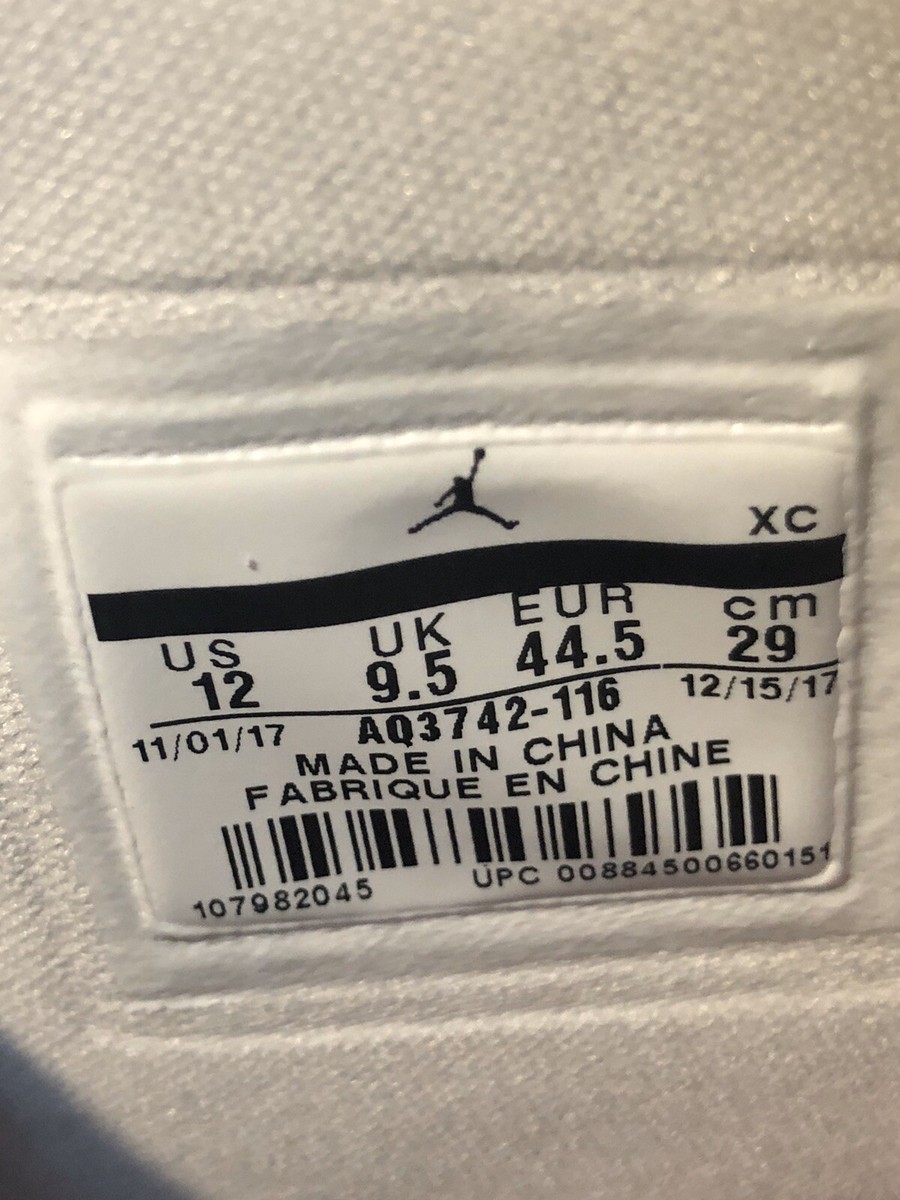 XC
US UK EUR cm
12 9.5 44.5 29
11/01/17 AQ3742-116 12/15/17
MADE IN CHINA
FABRIQUE EN CHINE
107982045 UPC 00884500660151